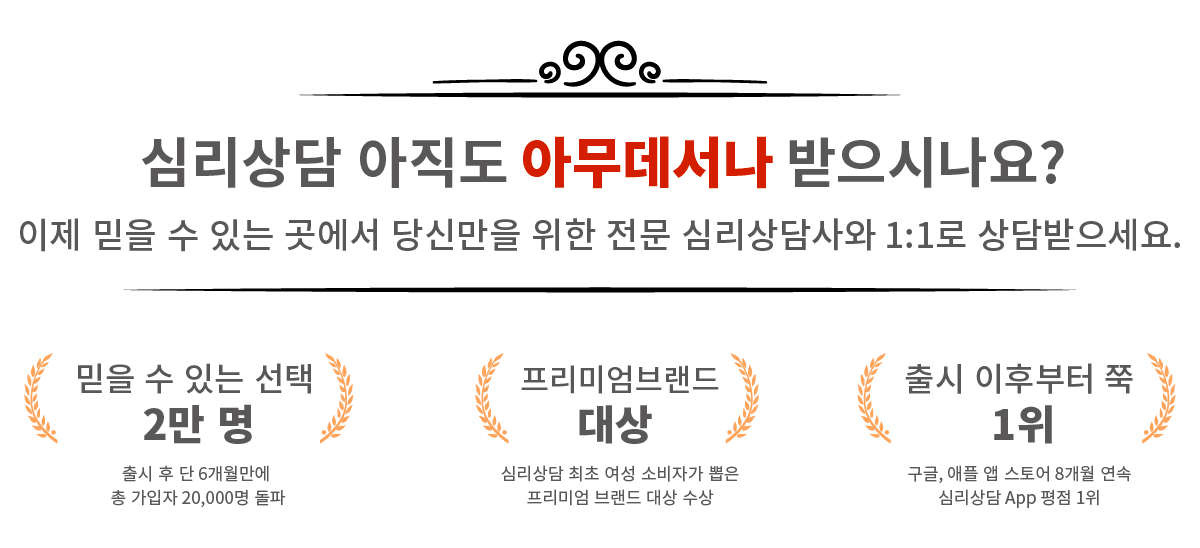 심리상담 아직도 아무데서나 받으시나요?
이제 믿을 수 있는 곳에서 당신만을 위한 전문 심리상담사와 1:1로 상담받으세요.
믿을 수 있는 선택
2만 명
출시 후 단 6개월만에
총 가입자 20,000명 돌파
프리미엄브랜드
대상
심리상담 최초 여성 소비자가 뽑은
프리미엄 브랜드 대상 수상
출시 이후부터 쭉
1위
구글, 애플 앱 스토어 8개월 연속
심리상담 App 평점 1위